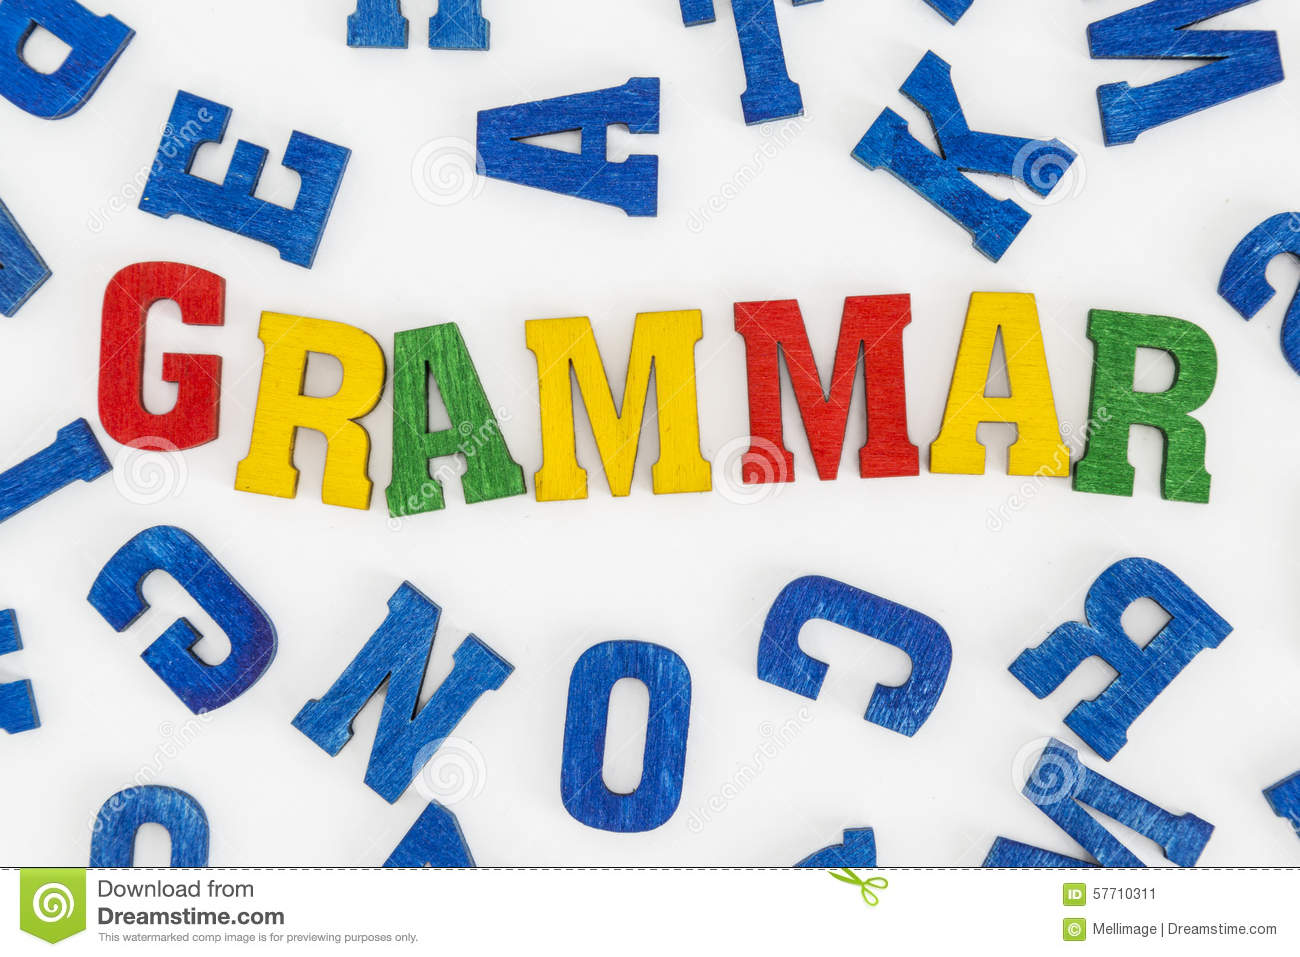 E
A
K
GRAMMAR
C
N
O
C
R
Download from
Dreamstime.com
This watermarked comp image is for previewing purposes only.
ID 57710311
© Mellimage | Dreamstime.com